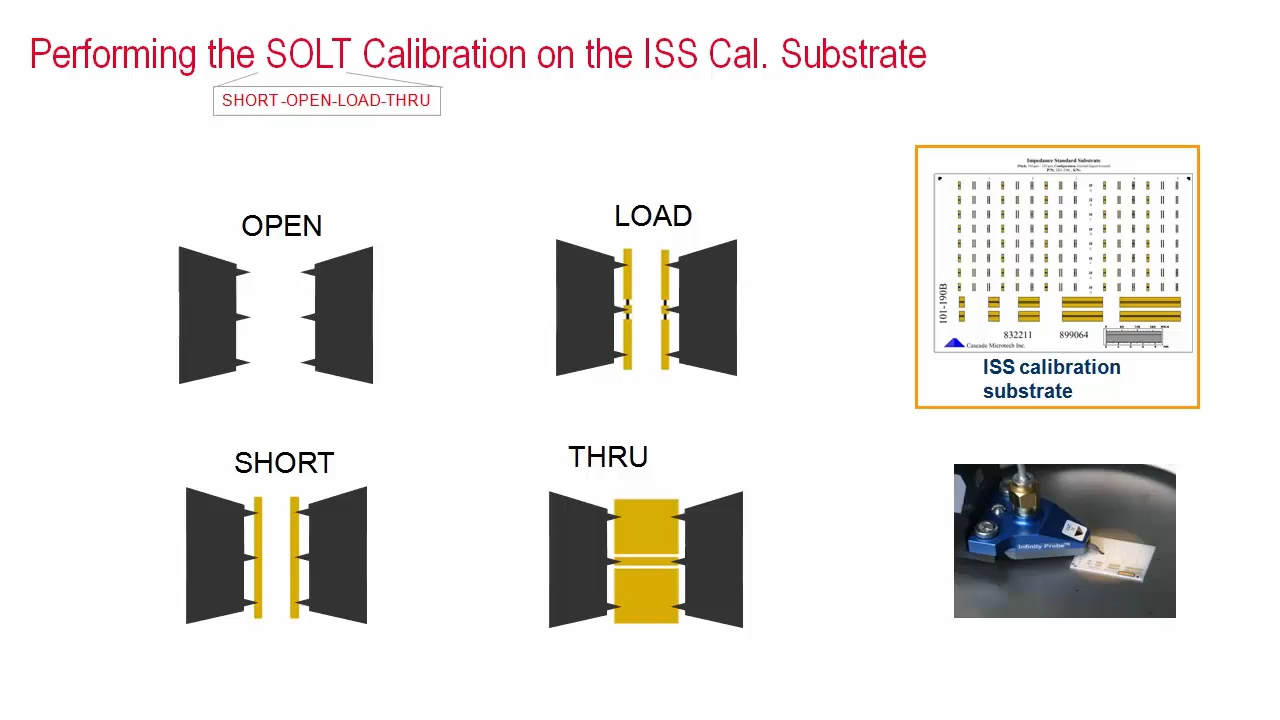 Performing the SOLT Calibration on the ISS Cal. Substrate
SHORT-OPEN-LOAD-THRU
OPEN
LOAD
SHORT
THRU
Impedance Standard Substrate
101-190B
832211
899064
Cascade Microtech Inc.
ISS calibration
substrate
Infinity Probe™